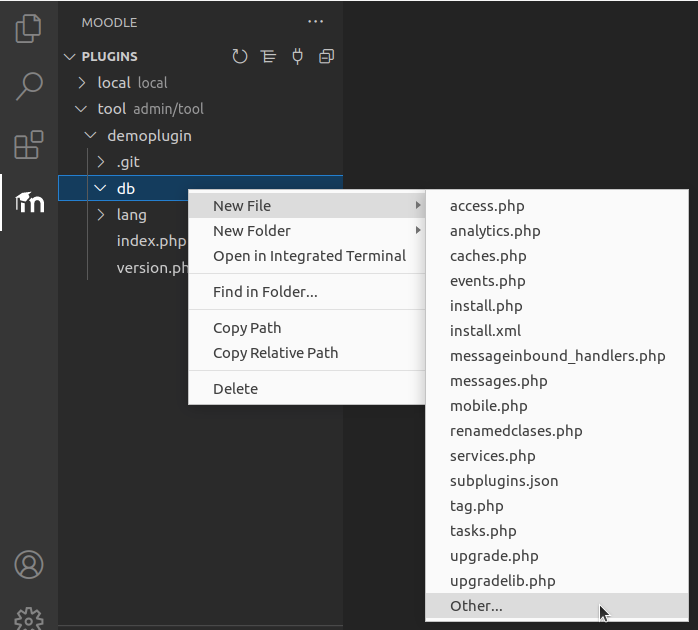 MOODLE
PLUGINS
local local
tool admin/tool
demoplugin
.git
db
lang
index.php
version.ph
New File
New Folder
Open in Integrated Terminal
Find in Folder...
Copy Path
Copy Relative Path
Delete
access.php
analytics.php
caches.php
events.php
install.php
install.xml
messageinbound_handlers.php
messages.php
mobile.php
renamedclases.php
services.php
subplugins.json
tag.php
tasks.php
upgrade.php
upgradelib.php
Other...